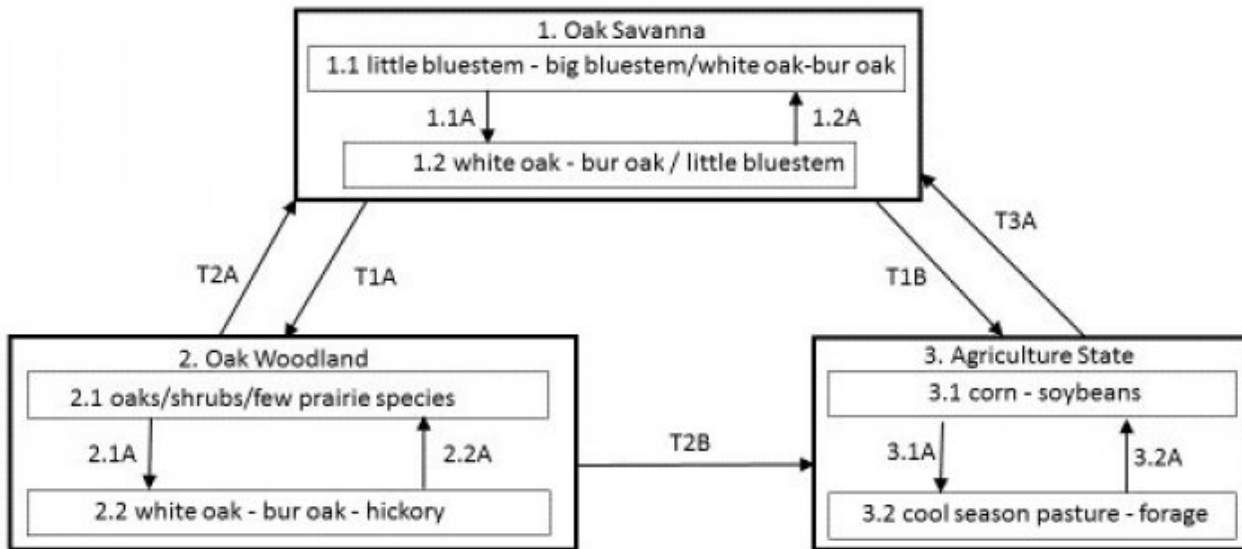 1. Oak Savanna
1.1 little bluestem - big bluestem/white oak-bur oak
1.1A
1.2A
1.2 white oak - bur oak / little bluestem
T2A
T1A
T1B
T3A
2. Oak Woodland
2.1 oaks/shrubs/few prairie species
2.1A
2.2A
2.2 white oak - bur oak - hickory
T2B
3. Agriculture State
3.1 corn - soybeans
3.1A
3.2A
3.2 cool season pasture - forage